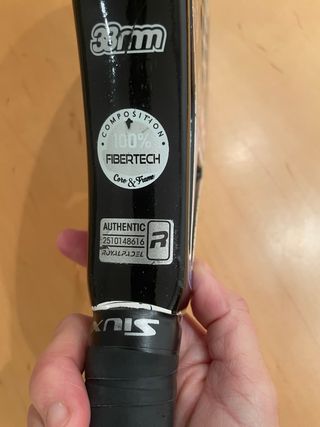 38mm
COMPOSITION
100%
FIBERTECH
Core & Frame
AUTHENTIC
2510148616
ROYALPADEL
R
SIUX